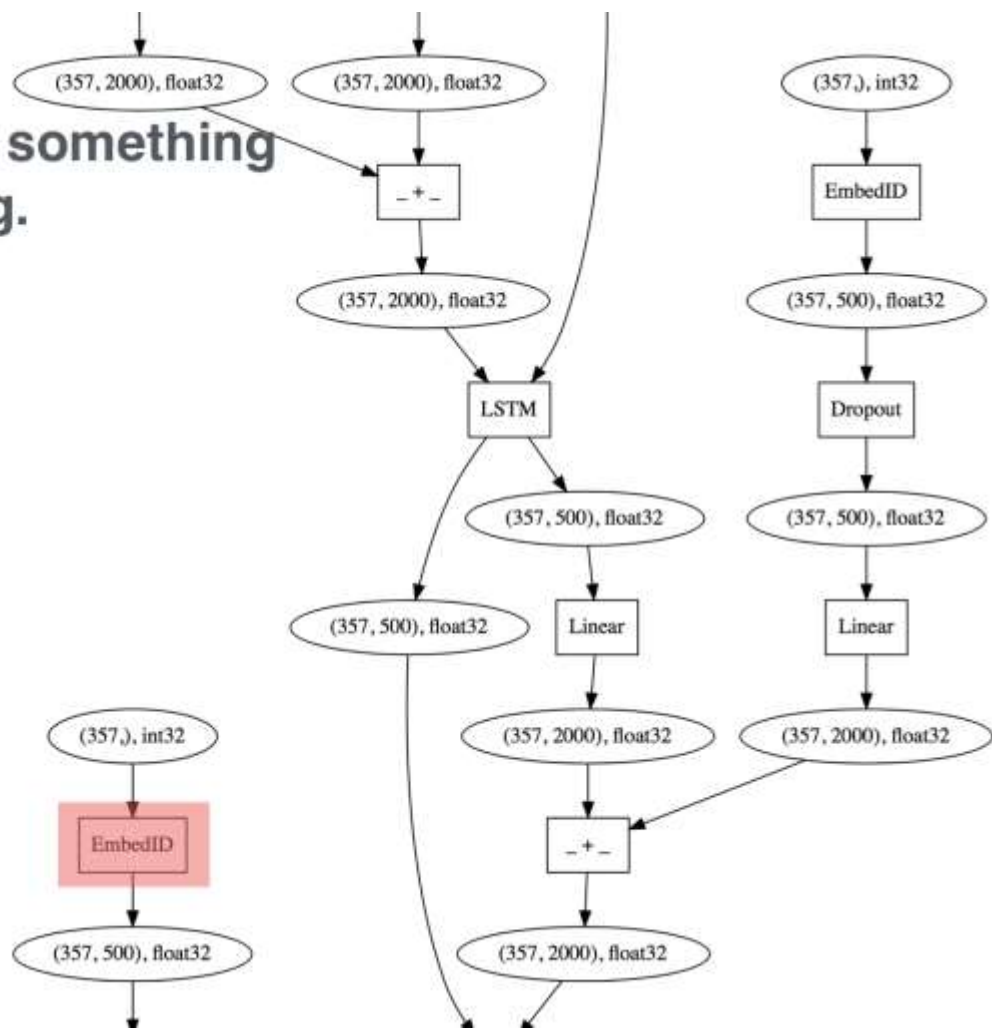 (357, 2000), float32
(357, 2000), float32
(357,), int32
something
g.
_ + _
EmbedID
(357, 2000), float32
(357, 500), float32
LSTM
Dropout
(357, 500), float32
(357, 500), float32
(357, 500), float32
Linear
Linear
(357,), int32
(357, 2000), float32
(357, 2000), float32
EmbedID
_ + _
(357, 500), float32
(357, 2000), float32